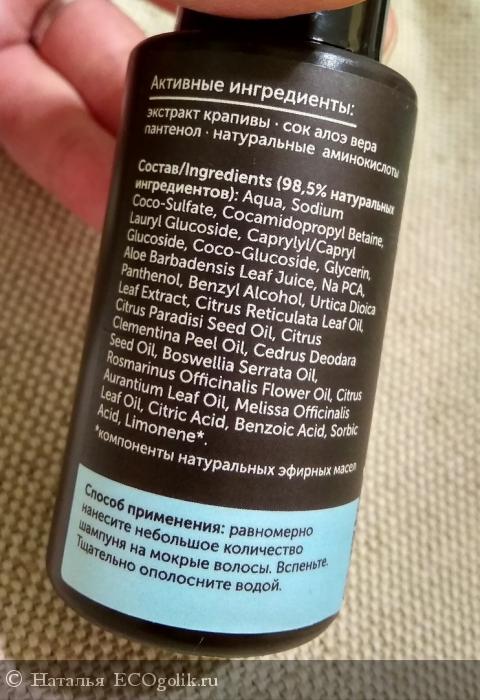 Активные ингредиенты:
экстракт крапивы · сок алоэ вера
пантенол · натуральные аминокислоты
Состав/Ingredients (98,5% натуральных
ингредиентов): Aqua, Sodium
Coco-Sulfate, Cocamidopropyl Betaine,
Lauryl Glucoside, Caprylyl/Capryl
Glucoside, Coco-Glucoside, Glycerin,
Aloe Barbadensis Leaf Juice, Na PCA,
Panthenol, Benzyl Alcohol, Urtica Dioica
Leaf Extract, Citrus Reticulata Leaf Oil,
Citrus Paradisi Seed Oil, Citrus
Clementina Peel Oil, Cedrus Deodara
Seed Oil, Boswellia Serrata Oil,
Rosmarinus Officinalis Flower Oil, Citrus
Aurantium Leaf Oil, Melissa Officinalis
Leaf Oil, Citric Acid, Benzoic Acid, Sorbic
Acid, Limonene*.
*компоненты натуральных эфирных масел
Способ применения: равномерно
нанесите небольшое количество
шампуня на мокрые волосы. Вспеньте.
Тщательно ополосните водой.
© Наталья ECOgolik.ru